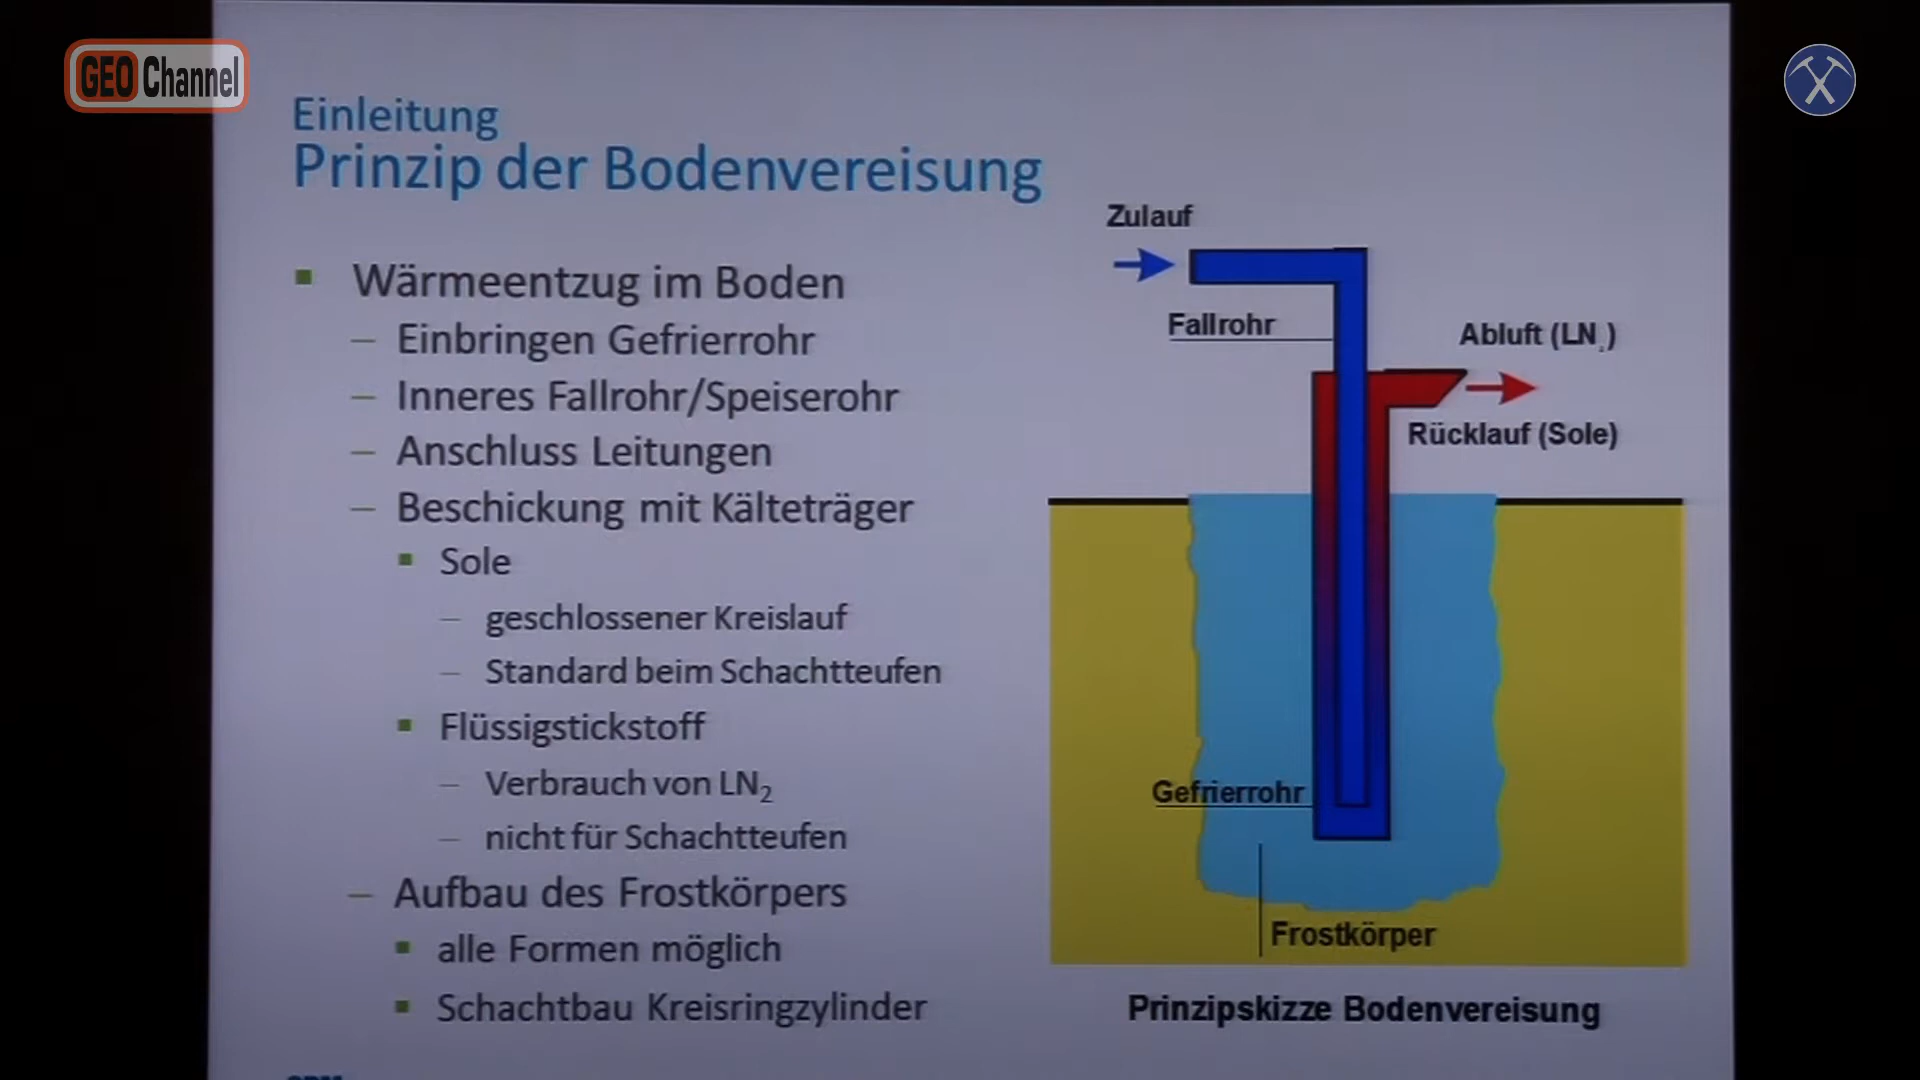 GEO Channel
Einleitung
Prinzip der Bodenvereisung
Wärmeentzug im Boden
– Einbringen Gefrierrohr
– Inneres Fallrohr/Speiserohr
– Anschluss Leitungen
– Beschickung mit Kälteträger
Sole
– geschlossener Kreislauf
– Standard beim Schachtteufen
Flüssigstickstoff
– Verbrauch von LN₂
– nicht für Schachtteufen
– Aufbau des Frostkörpers
alle Formen möglich
Schachtbau Kreisringzylinder
Zulauf
Fallrohr
Abluft (LN₂)
Rücklauf (Sole)
Gefrierrohr
Frostkörper
Prinzipskizze Bodenvereisung